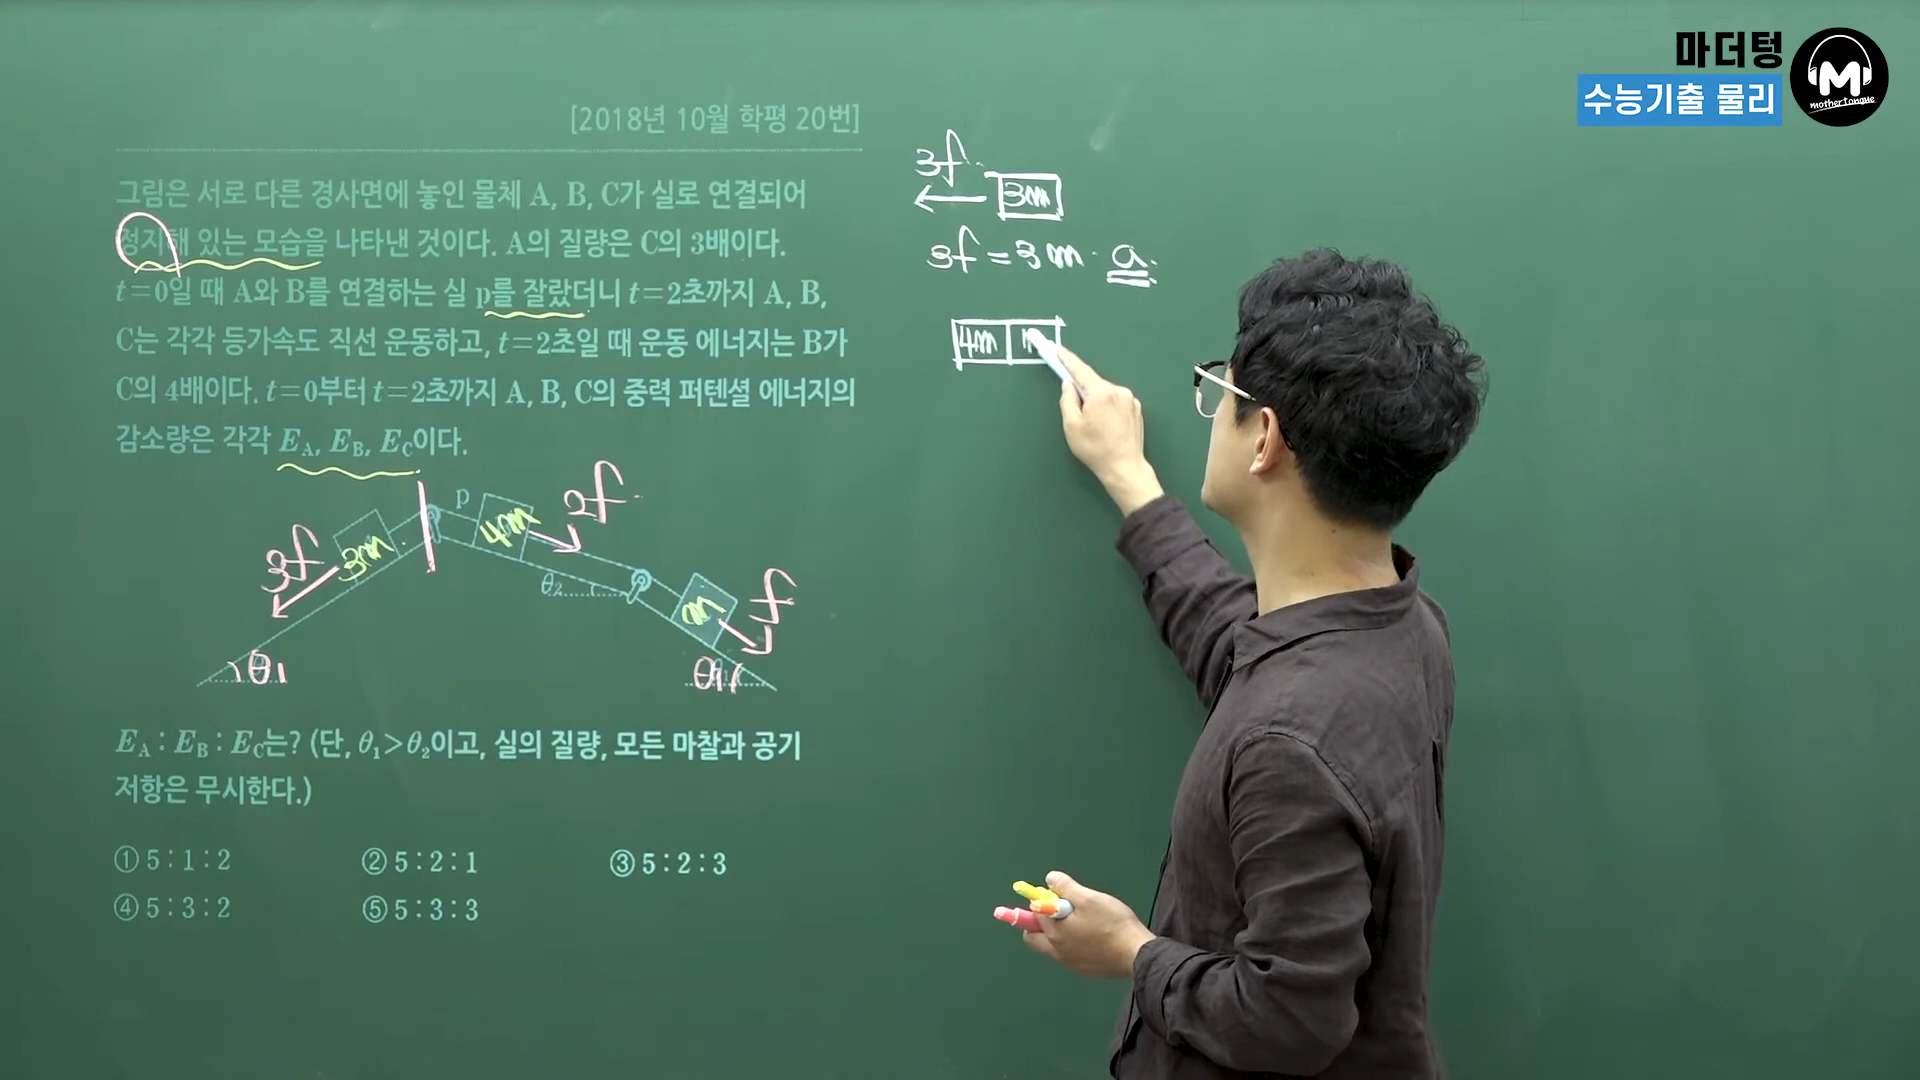 마더텅
수능기출 물리
mothertongue
[2018년 10월 학평 20번]
그림은 서로 다른 경사면에 놓인 물체 A, B, C가 실로 연결되어
정지해 있는 모습을 나타낸 것이다. A의 질량은 C의 3배이다.
t=0일 때 A와 B를 연결하는 실 p를 잘랐더니 t=2초까지 A, B,
C는 각각 등가속도 직선 운동하고, t=2초일 때 운동 에너지는 B가
C의 4배이다. t=0부터 t=2초까지 A, B, C의 중력 퍼텐셜 에너지의
감소량은 각각 E_A, E_B, E_C이다.
p
3f
3m
4m
2f
θ₂
m
f
θ1
θ1
E_A : E_B : E_C는? (단, θ₁>θ₂이고, 실의 질량, 모든 마찰과 공기
저항은 무시한다.)
① 5:1:2 ② 5:2:1 ③ 5:2:3
④ 5:3:2 ⑤ 5:3:3
3f
3m
3f=3m·a
4m